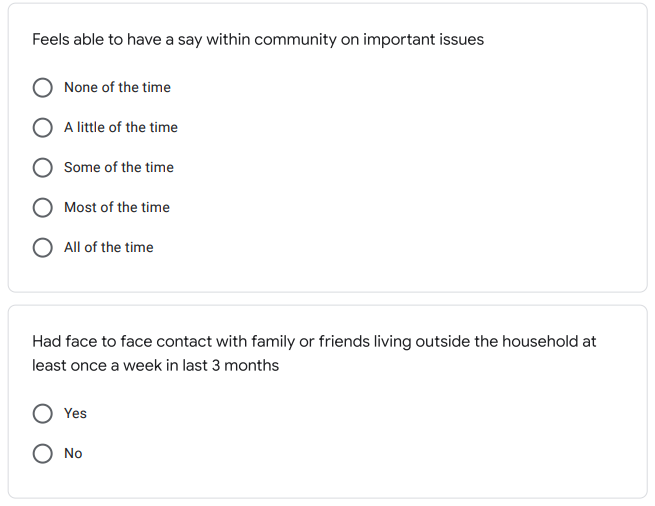 Feels able to have a say within community on important issues
None of the time
A little of the time
Some of the time
Most of the time
All of the time
Had face to face contact with family or friends living outside the household at
least once a week in last 3 months
Yes
No